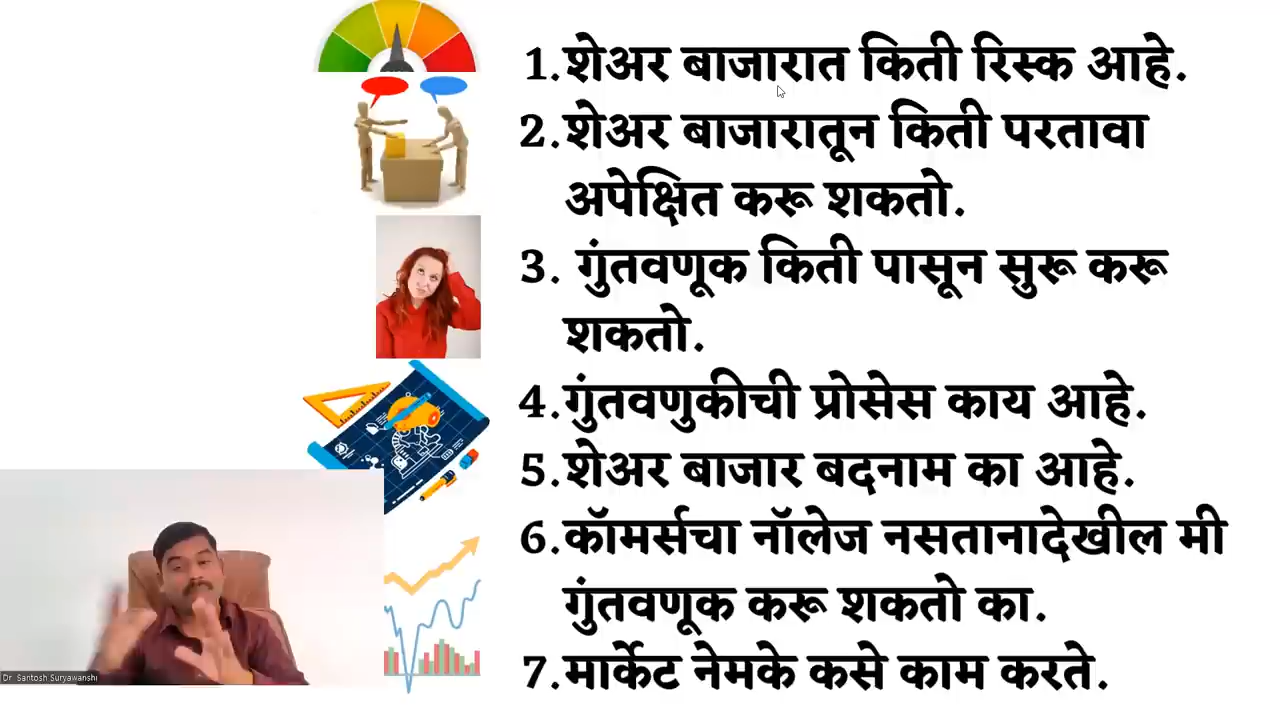 1.शेअर बाजारात किती रिस्क आहे.
2.शेअर बाजारातून किती परतावा
अपेक्षित करू शकतो.
3. गुंतवणूक किती पासून सुरू करू
शकतो.
4.गुंतवणुकीची प्रोसेस काय आहे.
5.शेअर बाजार बदनाम का आहे.
6.कॉमर्सचा नॉलेज नसतानादेखील मी
गुंतवणूक करू शकतो का.
7.मार्केट नेमके कसे काम करते.
Dr Santosh Suryawanshi